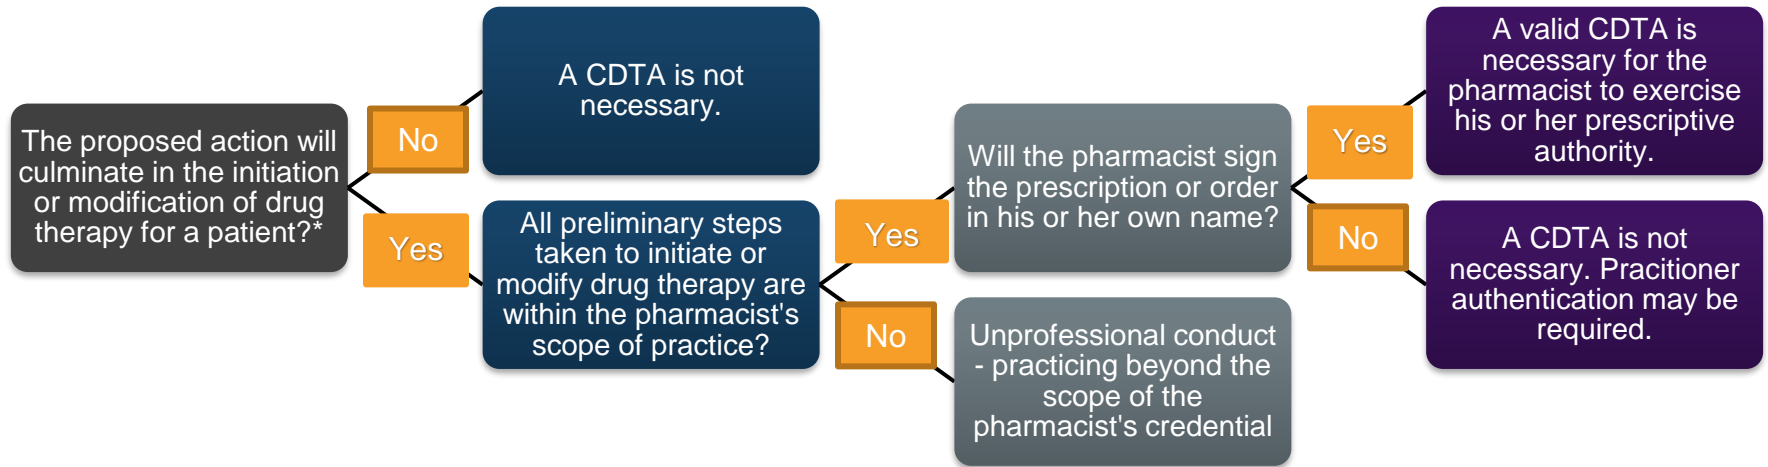 The proposed action will
culminate in the initiation
or modification of drug
therapy for a patient?*
No
A CDTA is not
necessary.
Yes
All preliminary steps
taken to initiate or
modify drug therapy are
within the pharmacist's
scope of practice?
Yes
Will the pharmacist sign
the prescription or order
in his or her own name?
Yes
A valid CDTA is
necessary for the
pharmacist to exercise
his or her prescriptive
authority.
No
A CDTA is not
necessary. Pracitioner
authentication may be
required.
No
Unprofessional conduct
- practicing beyond the
scope of the
pharmacist's credential